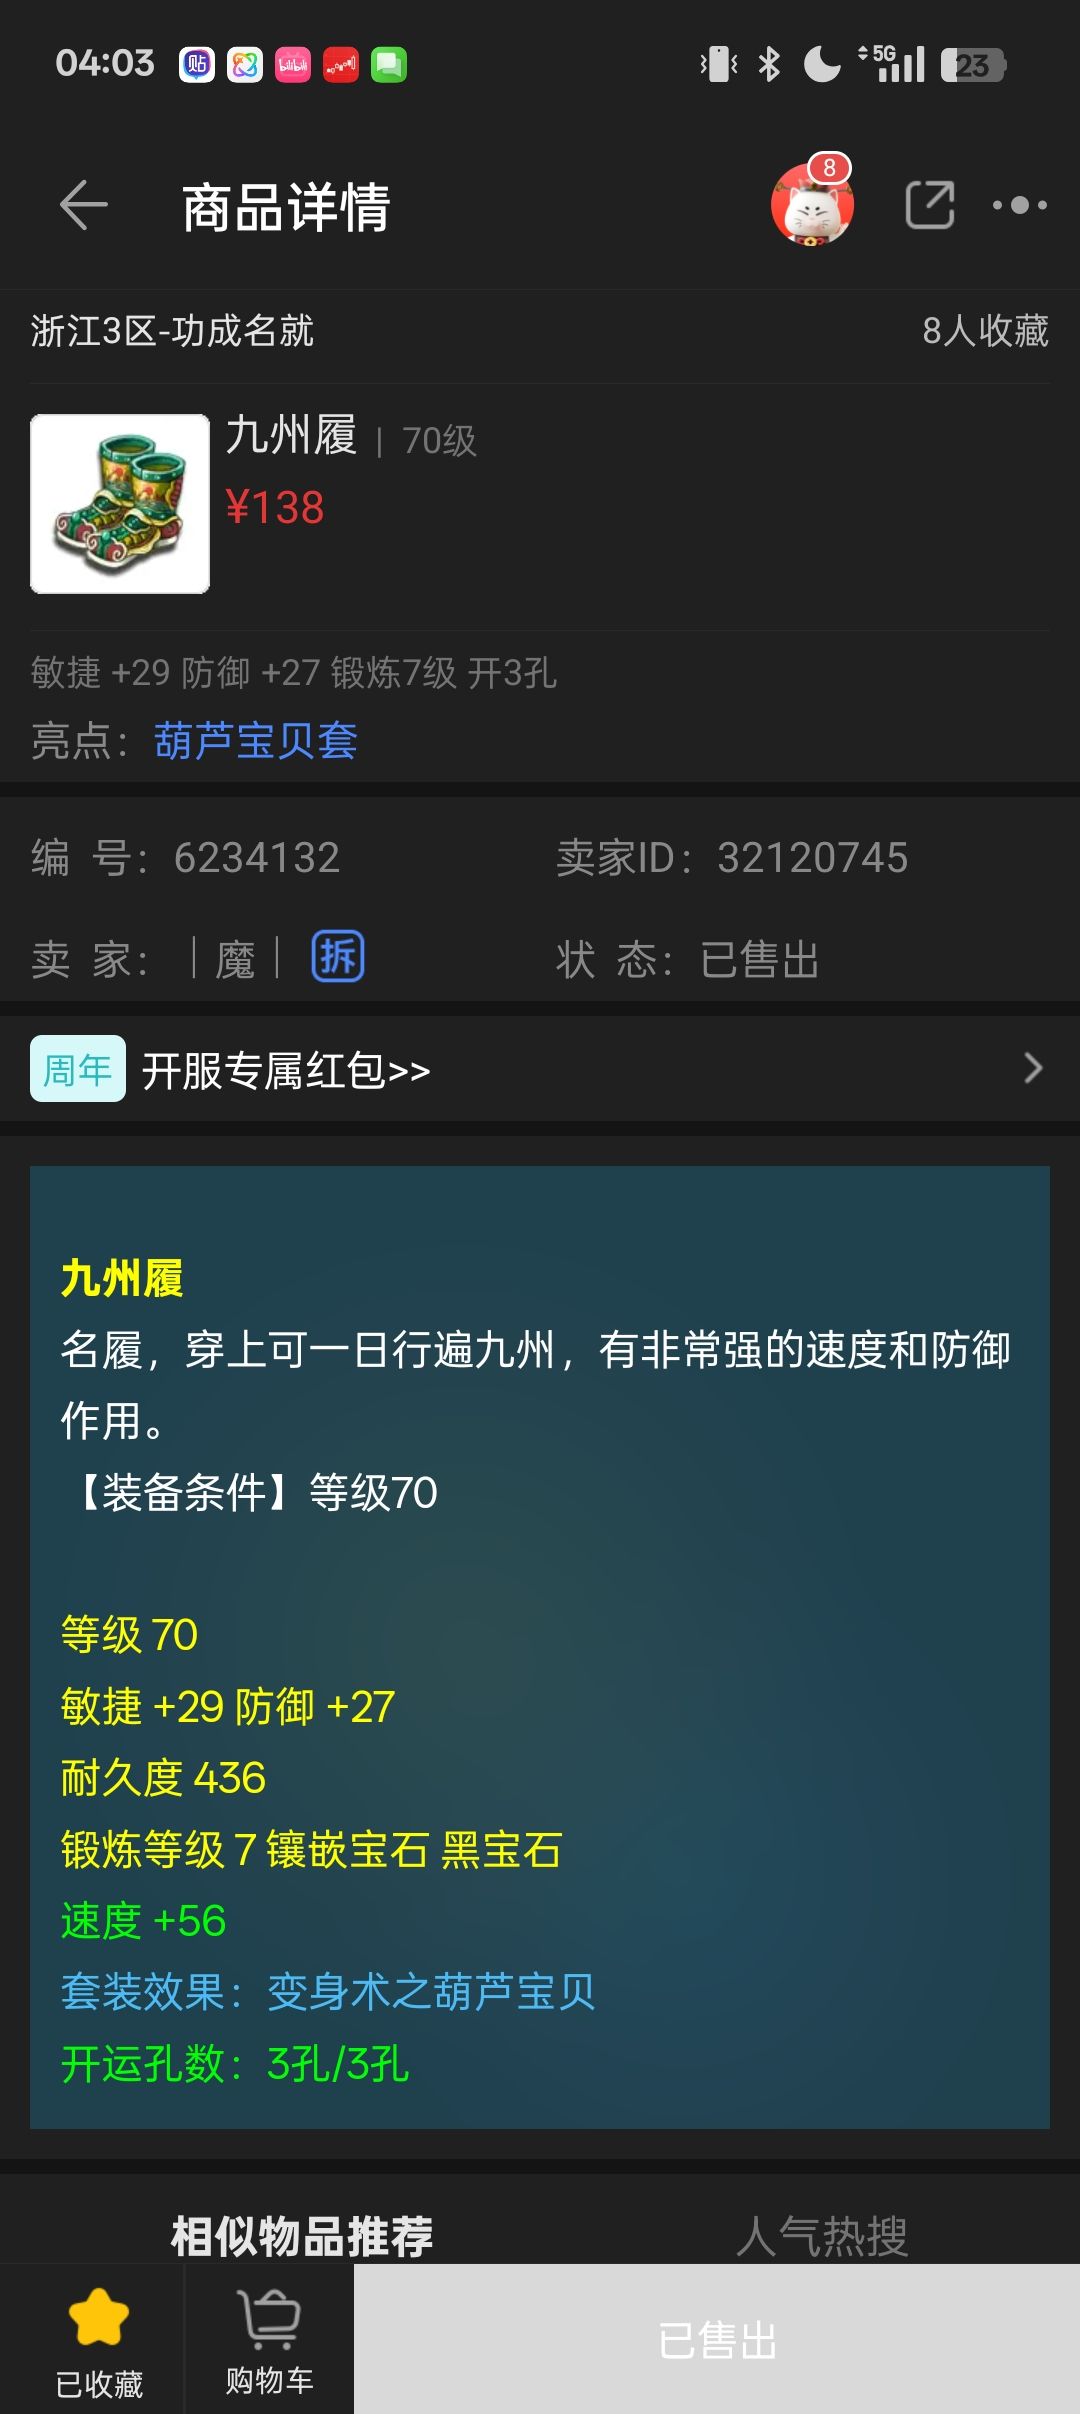 04:03
贴
bilibili
5G
23
商品详情
8
浙江3区-功成名就
8人收藏
九州履 | 70级
¥138
敏捷 +29 防御 +27 锻炼7级 开3孔
亮点：葫芦宝贝套
编 号：6234132
卖家ID：32120745
卖 家：｜魔｜ 拆
状 态：已售出
周年 开服专属红包>>
九州履
名履，穿上可一日行遍九州，有非常强的速度和防御
作用。
【装备条件】等级70
等级 70
敏捷 +29 防御 +27
耐久度 436
锻炼等级 7 镶嵌宝石 黑宝石
速度 +56
套装效果：变身术之葫芦宝贝
开运孔数：3孔/3孔
相似物品推荐
人气热搜
已收藏
购物车
已售出